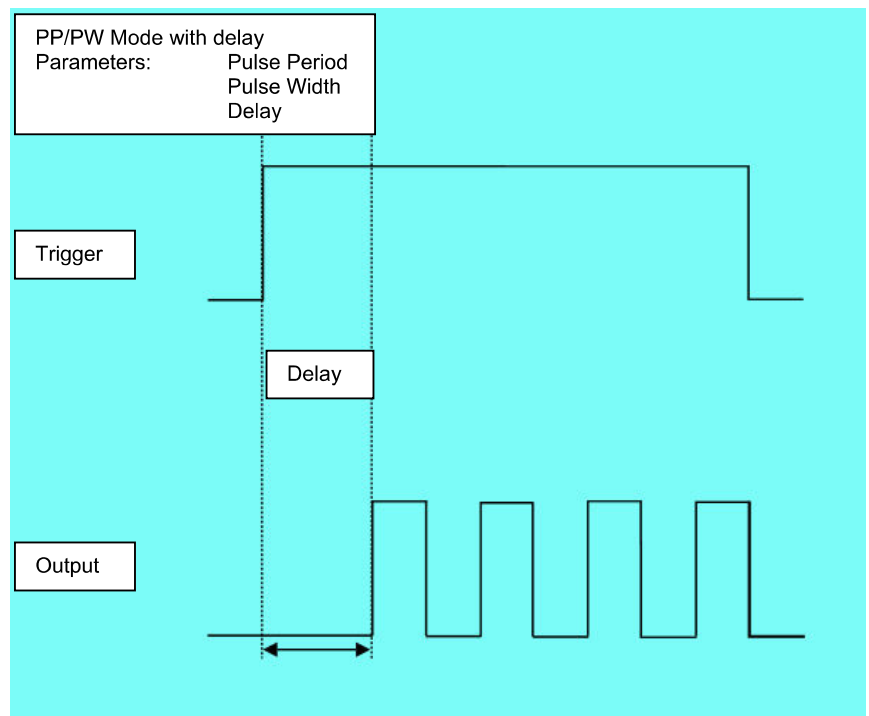 PP/PW Mode with delay
Parameters: Pulse Period
Pulse Width
Delay
Trigger
Delay
Output